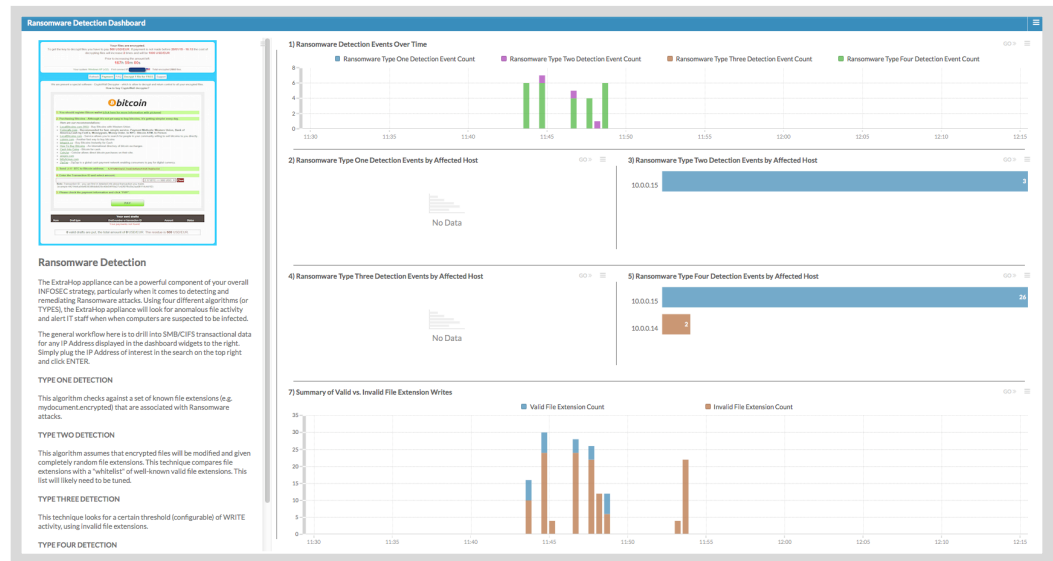 Ransomware Detection Dashboard
bitcoin
Ransomware Detection
The ExtraHop appliance can be a powerful component of your overall
INFOSEC strategy, particularly when it comes to detecting and
remediating Ransomware attacks. Using four different algorithms (or
TYPES), the ExtraHop appliance will look for anomalous file activity
and alert IT staff when when computers are suspected to be infected.
The general workflow here is to drill into SMB/CIFS transactional data
for any IP Address displayed in the dashboard widgets to the right.
Simply plug the IP Address of interest in the search on the top right
and click ENTER.
TYPE ONE DETECTION
This algorithm checks against a set of known file extensions (e.g.
mydocument.encrypted) that are associated with Ransomware
attacks.
TYPE TWO DETECTION
This algorithm assumes that encrypted files will be modified and given
completely random file extensions. This technique compares file
extensions with a "whitelist" of well-known valid file extensions. This
list will likely need to be tuned.
TYPE THREE DETECTION
This technique looks for a certain threshold (configurable) of WRITE
activity, using invalid file extensions.
TYPE FOUR DETECTION
1) Ransomware Detection Events Over Time
GO >
Ransomware Type One Detection Event Count
Ransomware Type Two Detection Event Count
Ransomware Type Three Detection Event Count
Ransomware Type Four Detection Event Count
8
6
4
2
0
11:30 11:35 11:40 11:45 11:50 11:55 12:00 12:05 12:10 12:15
2) Ransomware Type One Detection Events by Affected Host
GO >
No Data
3) Ransomware Type Two Detection Events by Affected Host
GO >
10.0.0.15
3
4) Ransomware Type Three Detection Events by Affected Host
GO >
No Data
5) Ransomware Type Four Detection Events by Affected Host
GO >
10.0.0.15
26
10.0.0.14
2
7) Summary of Valid vs. Invalid File Extension Writes
GO >
Valid File Extension Count
Invalid File Extension Count
35
30
25
20
15
10
5
0
11:30 11:35 11:40 11:45 11:50 11:55 12:00 12:05 12:10 12:15